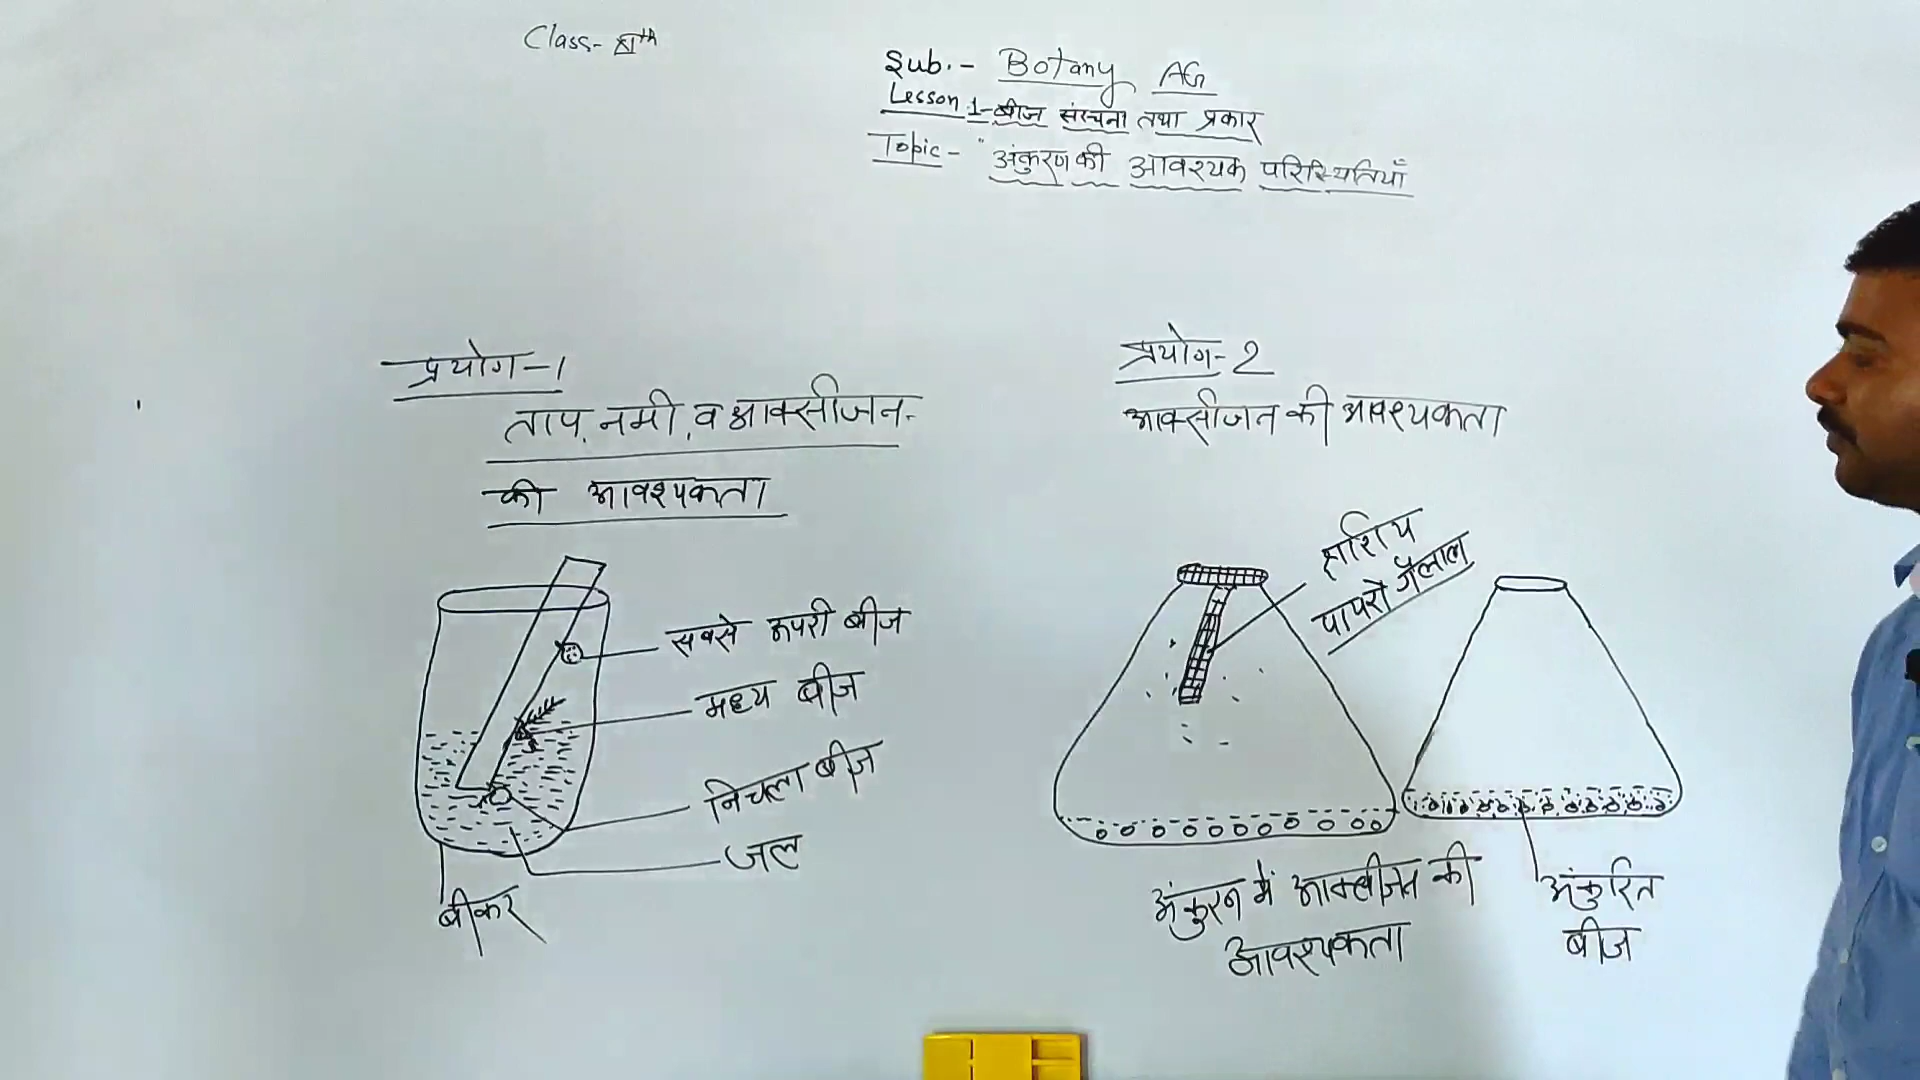 Class- XIth
Sub.- Botany AG
Lesson 1- बीज संरचना तथा प्रकार
Topic- "अंकुरण की आवश्यक परिस्थितियाँ
प्रयोग-1
ताप, नमी, व आक्सीजन-
की आवश्यकता
सबसे ऊपरी बीज
मध्य बीज
निचला बीज
जल
बीकर
प्रयोग-2
आक्सीजन की आवश्यकता
क्षारीय
पायरो गैलाल
अंकुरन में आक्सीजन की
आवश्यकता
अंकुरित
बीज